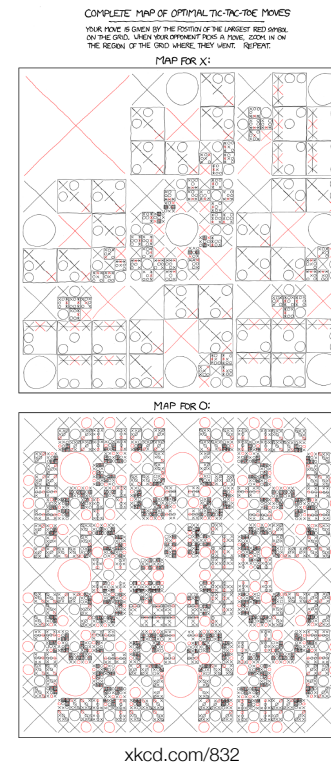 COMPLETE MAP OF OPTIMAL TIC-TAC-TOE MOVES
YOUR MOVE IS GIVEN BY THE POSITION OF THE LARGEST RED SYMBOL
ON THE GRID. WHEN YOUR OPPONENT PICKS A MOVE, ZOOM IN ON
THE REGION OF THE GRID WHERE THEY WENT. REPEAT.
MAP FOR X:
MAP FOR O:
xkcd.com/832